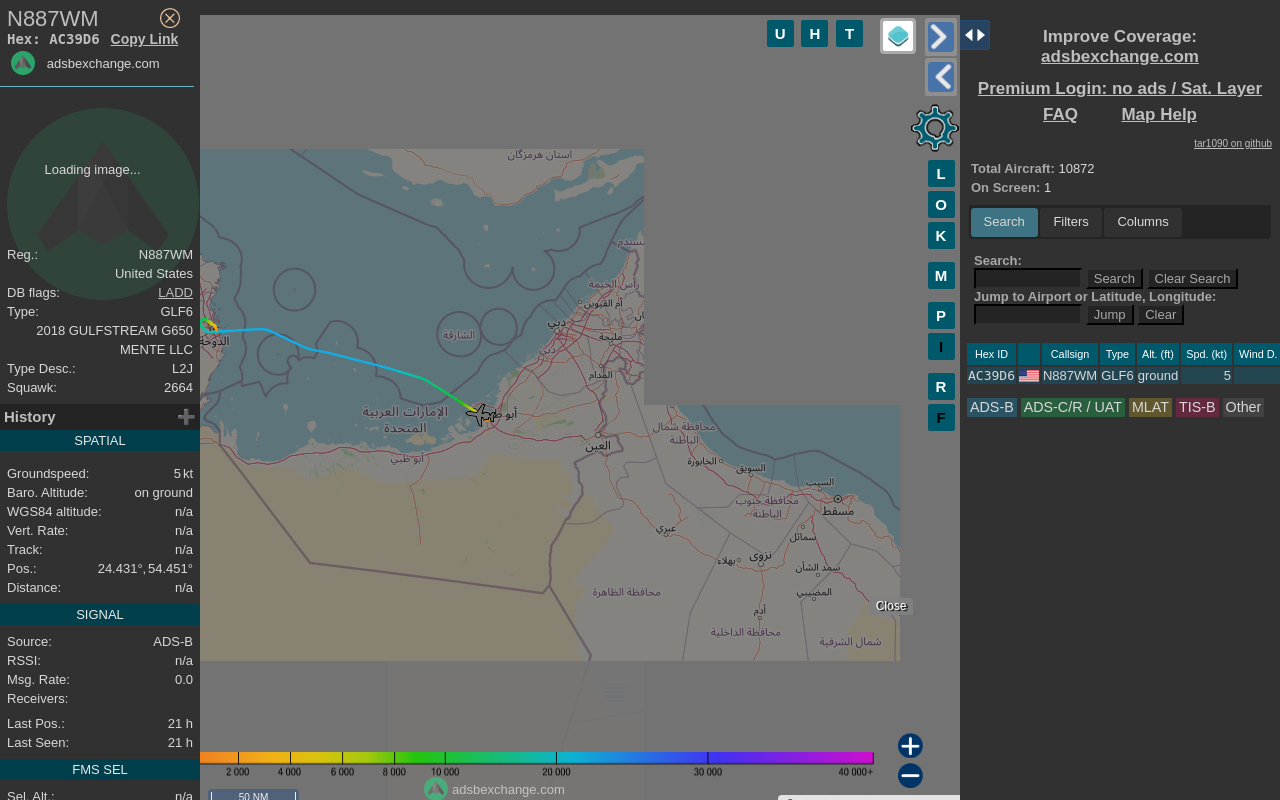 N887WM
Hex: AC39D6 Copy Link
adsbexchange.com
Loading image...
Reg.: N887WM
United States
DB flags: LADD
Type: GLF6
2018 GULFSTREAM G650
MENTE LLC
Type Desc.: L2J
Squawk: 2664
History
SPATIAL
Groundspeed: 5 kt
Baro. Altitude: on ground
WGS84 altitude: n/a
Vert. Rate: n/a
Track: n/a
Pos.: 24.431°, 54.451°
Distance: n/a
SIGNAL
Source: ADS-B
RSSI: n/a
Msg. Rate: 0.0
Receivers:
Last Pos.: 21 h
Last Seen: 21 h
FMS SEL
Sel. Alt.: n/a
U H T
L
O
K
M
P
I
R
F
استان هرمزگان
مسندم
رأس الخيمة
أم القيوين
دبي
دبي
مليحة
المدام
الشارقة
الدوحة
الإمارات العربية
المتحدة
أبو ظبي
العين
محافظة شمال
الباطنة
الخابورة
السويق
السيب
مسقط
محافظة جنوب
الباطنة
عبري
سمائل
نزوى
بهلاء
سمد الشأن
المضيبي
محافظة الظاهرة
أدم
محافظة الداخلية
شمال الشرقية
Close
2 000 4 000 6 000 8 000 10 000 20 000 30 000 40 000+
adsbexchange.com
50 NM
Improve Coverage:
adsbexchange.com
Premium Login: no ads / Sat. Layer
FAQ Map Help
tar1090 on github
Total Aircraft: 10872
On Screen: 1
Search Filters Columns
Search:
Search Clear Search
Jump to Airport or Latitude, Longitude:
Jump Clear
Hex ID Callsign Type Alt. (ft) Spd. (kt) Wind D.
AC39D6 N887WM GLF6 ground 5
ADS-B ADS-C/R / UAT MLAT TIS-B Other